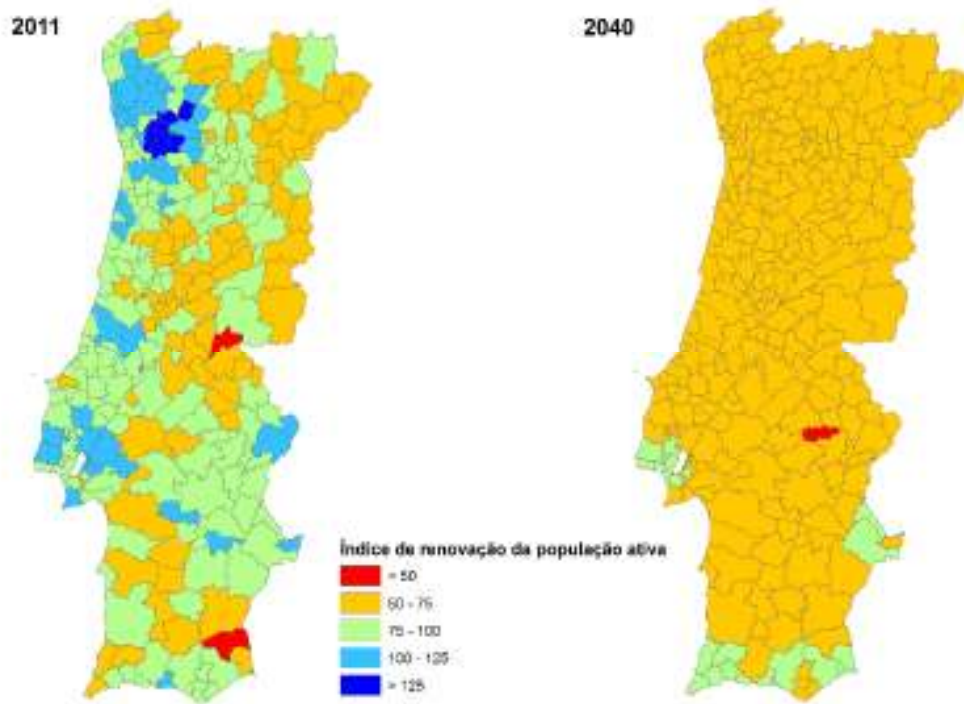 2011
2040
Índice de renovação da população ativa
< 50
50 - 75
75 - 100
100 - 125
> 125